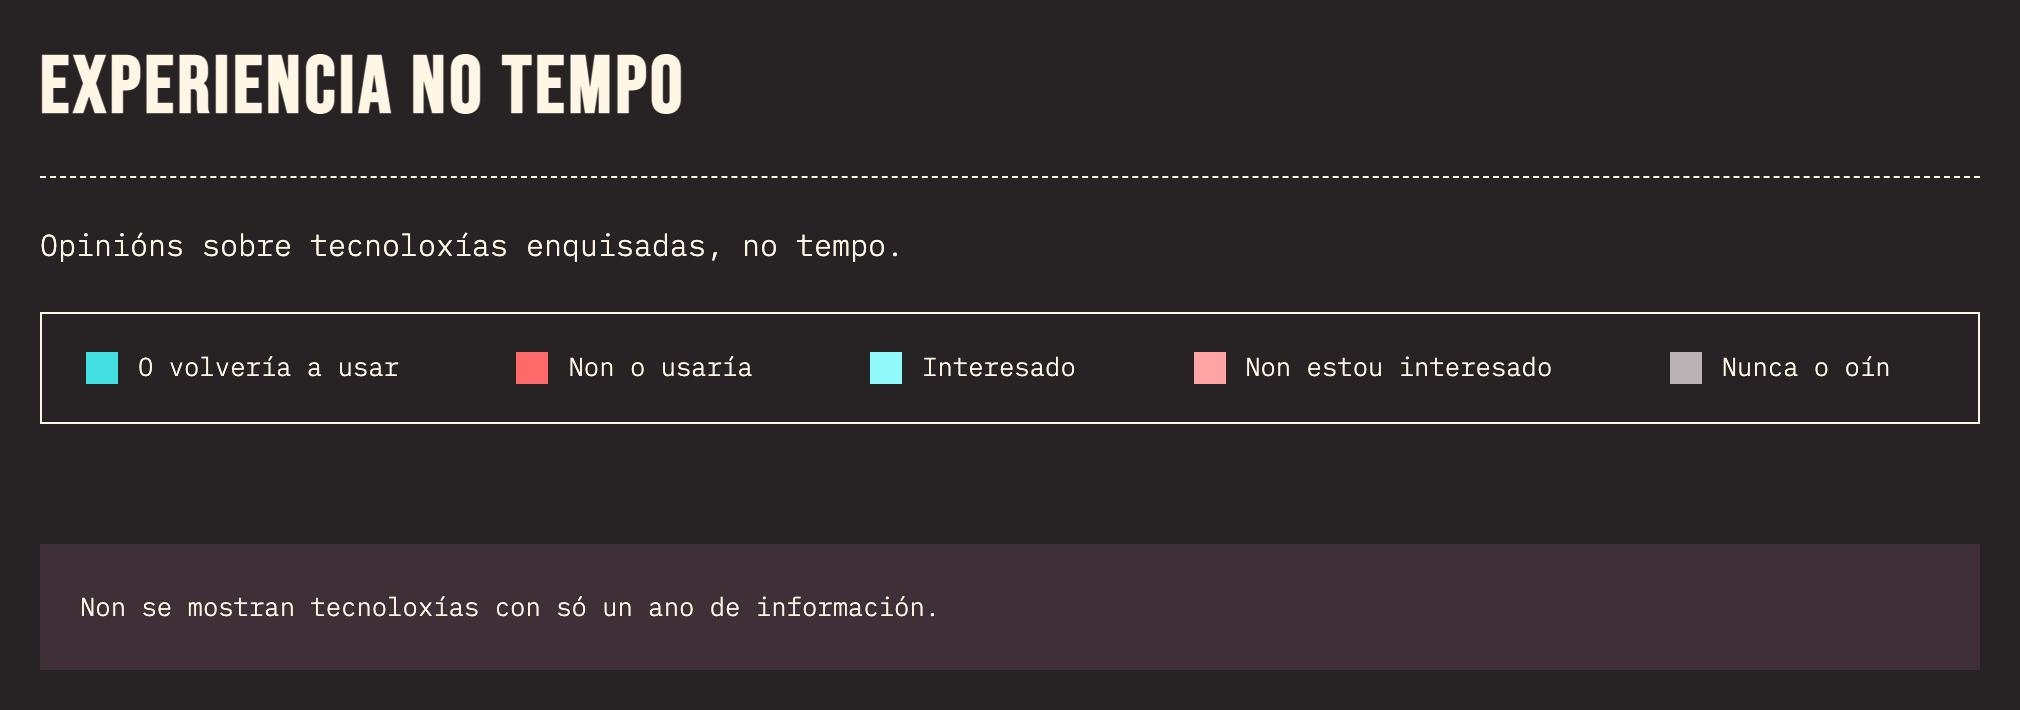 EXPERIENCIA NO TEMPO
Opinións sobre tecnoloxías enquisadas, no tempo.
O volvería a usar
Non o usaría
Interesado
Non estou interesado
Nunca o oín
Non se mostran tecnoloxías con só un ano de información.